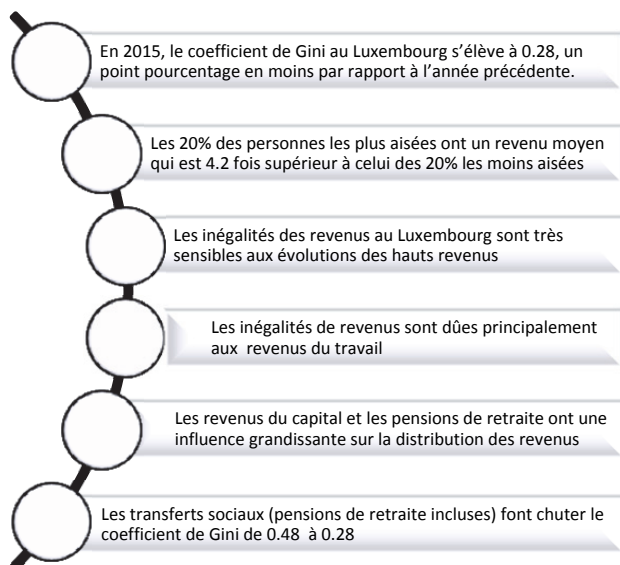 En 2015, le coefficient de Gini au Luxembourg s’élève à 0.28, un
point pourcentage en moins par rapport à l’année précédente.
Les 20% des personnes les plus aisées ont un revenu moyen
qui est 4.2 fois supérieur à celui des 20% les moins aisées
Les inégalités des revenus au Luxembourg sont très
sensibles aux évolutions des hauts revenus
Les inégalités de revenus sont dûes principalement
aux revenus du travail
Les revenus du capital et les pensions de retraite ont une
influence grandissante sur la distribution des revenus
Les transferts sociaux (pensions de retraite incluses) font chuter le
coefficient de Gini de 0.48 à 0.28